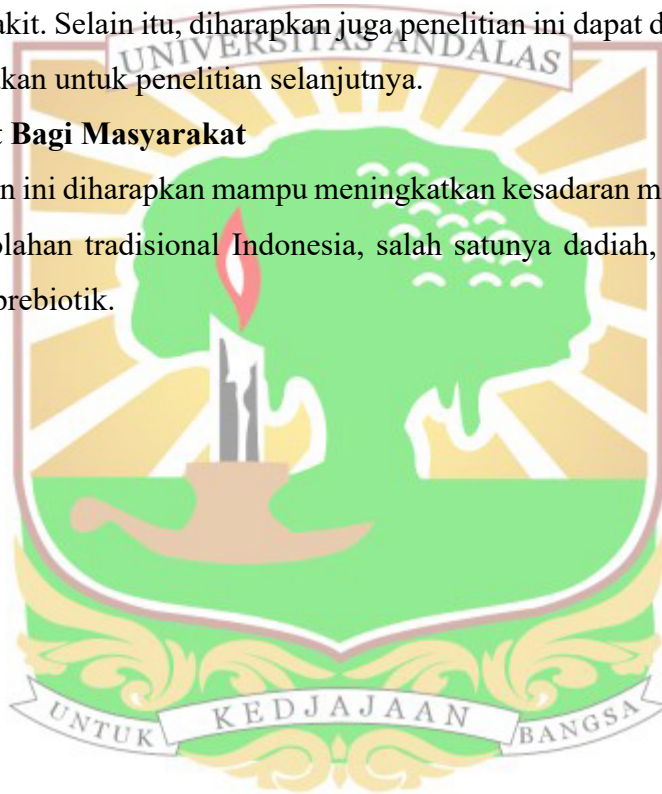 akit. Selain itu, diharapkan juga penelitian ini dapat d
UNIVERSITAS ANDALAS
akan untuk penelitian selanjutnya.
t Bagi Masyarakat
n ini diharapkan mampu meningkatkan kesadaran m
olahan tradisional Indonesia, salah satunya dadiah,
prebiotik.
UNTUK KEDJAJAAN BANGSA